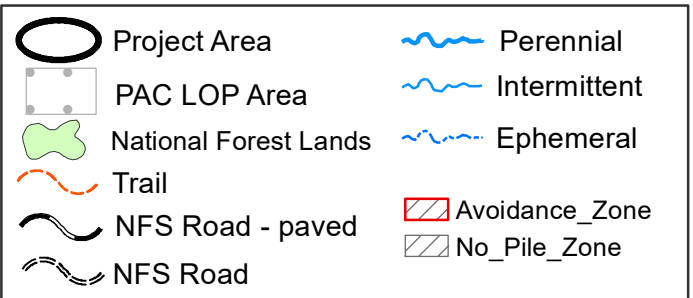 Project Area
PAC LOP Area
National Forest Lands
Trail
NFS Road - paved
NFS Road
Perennial
Intermittent
Ephemeral
Avoidance_Zone
No_Pile_Zone